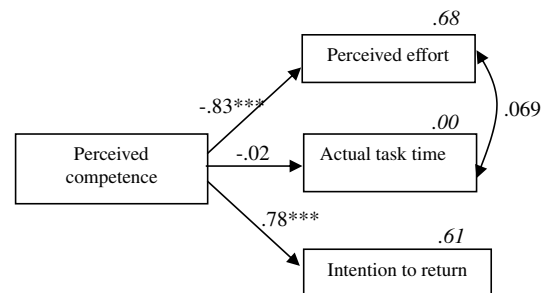 .68
Perceived effort
-.83***
.069
.00
Perceived
competence
-.02
Actual task time
.78***
.61
Intention to return